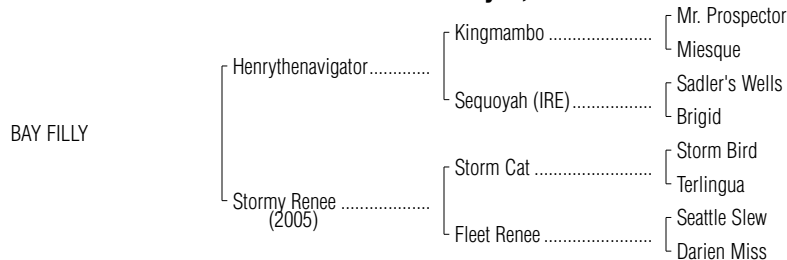 Mr. Prospector
Kingmambo .....................
Miesque
Henrythenavigator.............
Sadler's Wells
Sequoyah (IRE).................
Brigid
BAY FILLY
Storm Bird
Storm Cat ........................
Terlingua
Stormy Renee ...................
(2005)
Seattle Slew
Fleet Renee ......................
Darien Miss